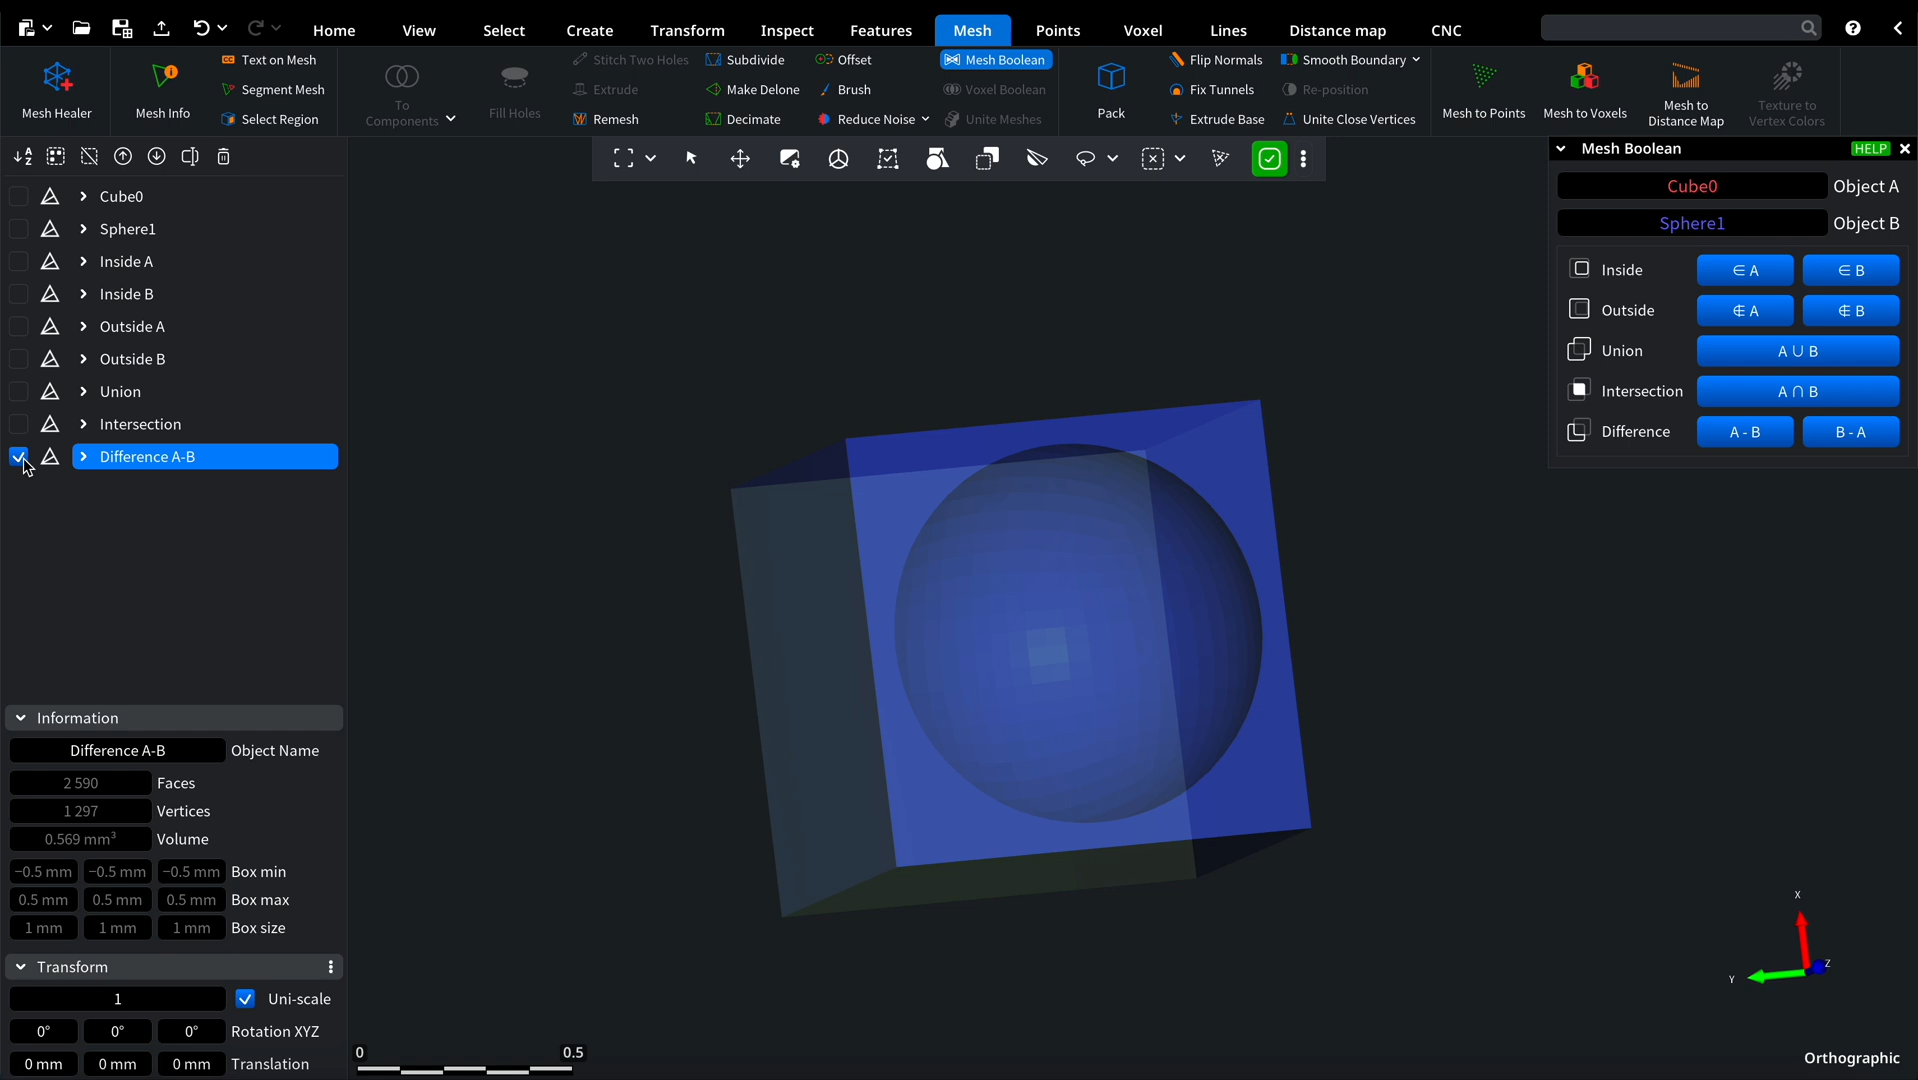 Home View Select Create Transform Inspect Features Mesh Points Voxel Lines Distance map CNC
Mesh Healer
Mesh Info
Text on Mesh
Segment Mesh
Select Region
To Components
Fill Holes
Stitch Two Holes
Extrude
Remesh
Subdivide
Make Delone
Decimate
Offset
Brush
Reduce Noise
Mesh Boolean
Voxel Boolean
Unite Meshes
Pack
Flip Normals
Fix Tunnels
Extrude Base
Smooth Boundary
Re-position
Unite Close Vertices
Mesh to Points
Mesh to Voxels
Mesh to
Distance Map
Texture to
Vertex Colors
Cube0
Sphere1
Inside A
Inside B
Outside A
Outside B
Union
Intersection
Difference A-B
Information
Difference A-B Object Name
2 590 Faces
1 297 Vertices
0.569 mm³ Volume
−0.5 mm −0.5 mm −0.5 mm Box min
0.5 mm 0.5 mm 0.5 mm Box max
1 mm 1 mm 1 mm Box size
Transform
1 Uni-scale
0° 0° 0° Rotation XYZ
0 mm 0 mm 0 mm Translation
0 0.5
Mesh Boolean HELP
Cube0 Object A
Sphere1 Object B
Inside ∈ A ∈ B
Outside ∉ A ∉ B
Union A ∪ B
Intersection A ∩ B
Difference A - B B - A
X
Y
Z
Orthographic